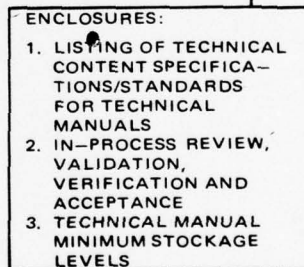 ENCLOSURES:
1. LISTING OF TECHNICAL
CONTENT SPECIFICA—
TIONS/STANDARDS
FOR TECHNICAL
MANUALS
2. IN—PROCESS REVIEW,
VALIDATION,
VERIFICATION AND
ACCEPTANCE
3. TECHNICAL MANUAL
MINIMUM STOCKAGE
LEVELS